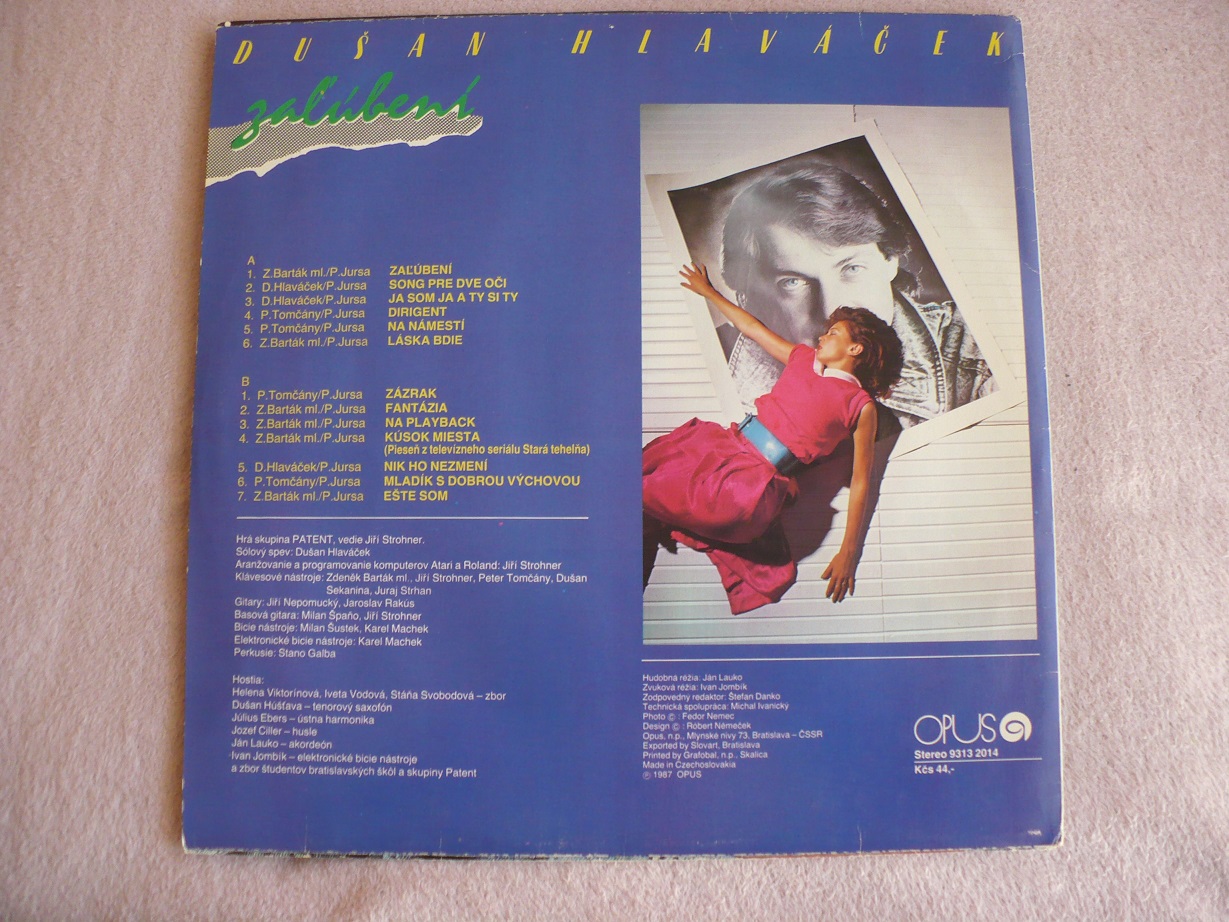 DUŠAN HLAVÁČEK
zaľúbení
A
1. Z.Barták ml./P.Jursa ZAĽÚBENÍ
2. D.Hlaváček/P.Jursa SONG PRE DVE OČI
3. D.Hlaváček/P.Jursa JA SOM JA A TY SI TY
4. P.Tomčány/P.Jursa DIRIGENT
5. P.Tomčány/P.Jursa NA NÁMESTÍ
6. Z.Barták ml./P.Jursa LÁSKA BDIE
B
1. P.Tomčány/P.Jursa ZÁZRAK
2. Z.Barták ml./P.Jursa FANTÁZIA
3. Z.Barták ml./P.Jursa NA PLAYBACK
4. Z.Barták ml./P.Jursa KÚSOK MIESTA
(Pieseň z televízneho seriálu Stará tehelňa)
5. D.Hlaváček/P.Jursa NIK HO NEZMENÍ
6. P.Tomčány/P.Jursa MLADÍK S DOBROU VÝCHOVOU
7. Z.Barták ml./P.Jursa EŠTE SOM
Hrá skupina PATENT, vedie Jiří Strohner.
Sólový spev: Dušan Hlaváček
Aranžovanie a programovanie komputerov Atari a Roland: Jiří Strohner
Klávesové nástroje: Zdeněk Barták ml., Jiří Strohner, Peter Tomčány, Dušan
Sekanina, Juraj Strhan
Gitary: Jiří Nepomucký, Jaroslav Rakús
Basová gitara: Milan Špaňo, Jiří Strohner
Bicie nástroje: Milan Šustek, Karel Machek
Elektronické bicie nástroje: Karel Machek
Perkusie: Stano Galba
Hostia:
Helena Viktorínová, Iveta Vodová, Stáňa Svobodová – zbor
Dušan Húšťava – tenorový saxofón
Július Ebers – ústna harmonika
Jozef Ciller – husle
Ján Lauko – akordeón
Ivan Jombík – elektronické bicie nástroje
a zbor študentov bratislavských škôl a skupiny Patent
Hudobná réžia: Ján Lauko
Zvuková réžia: Ivan Jombík
Zodpovedný redaktor: Štefan Danko
Technická spolupráca: Michal Ivanický
Photo © : Fedor Nemec
Design © : Róbert Németek
Opus, n.p., Mlynské nivy 73, Bratislava – ČSSR
Exported by Slovart, Bratislava
Printed by Grafobal, n.p., Skalica
Made in Czechoslovakia
℗ 1987 OPUS
OPUS
Stereo 9313 2014
Kčs 44,-